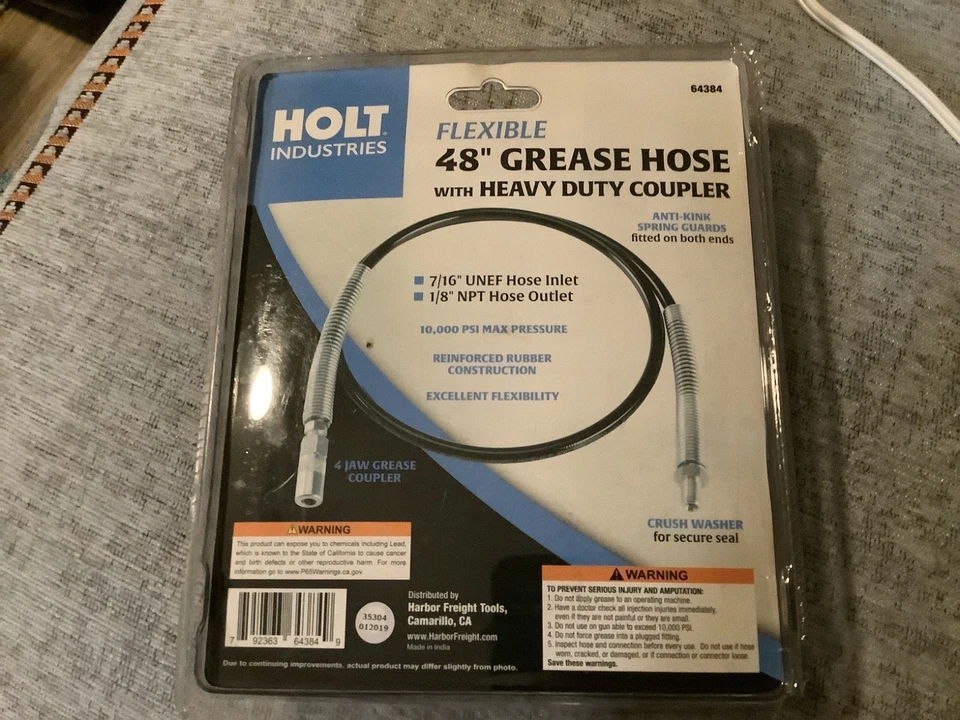 64384
HOLT
INDUSTRIES
FLEXIBLE
48" GREASE HOSE
WITH HEAVY DUTY COUPLER
ANTI-KINK
SPRING GUARDS
fitted on both ends
7/16" UNEF Hose Inlet
1/8" NPT Hose Outlet
10,000 PSI MAX PRESSURE
REINFORCED RUBBER
CONSTRUCTION
EXCELLENT FLEXIBILITY
4 JAW GREASE
COUPLER
CRUSH WASHER
for secure seal
WARNING
This product can expose you to chemicals including Lead,
which is known to the State of California to cause cancer
and birth defects or other reproductive harm. For more
information go to www.P65Warnings.ca.gov
7 92363 64384 9
35304
012019
Distributed by
Harbor Freight Tools,
Camarillo, CA
www.HarborFreight.com
Made in India
WARNING
TO PREVENT SERIOUS INJURY AND AMPUTATION:
1. Do not apply grease to an operating machine.
2. Have a doctor check all injection injuries immediately,
even if they are not painful or they are small.
3. Do not use on gun able to exceed 10,000 PSI.
4. Do not force grease into a plugged fitting.
5. Inspect hose and connection before every use. Do not use if hose
worn, cracked, or damaged, or if connection or connector loose.
Save these warnings.
Due to continuing improvements, actual product may differ slightly from photo.